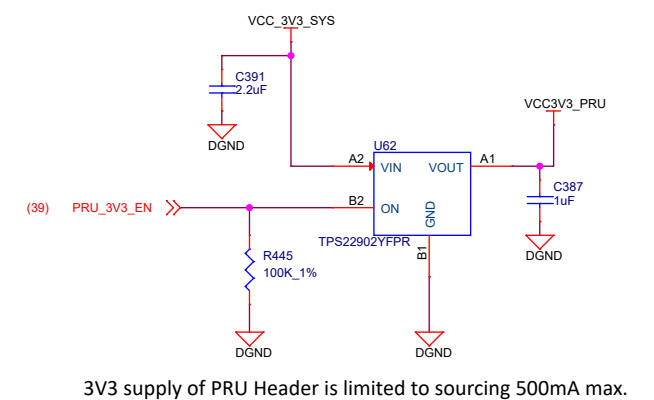 VCC_3V3_SYS
C391
2.2uF
DGND
VCC3V3_PRU
U62
A2
VIN
VOUT
A1
C387
1uF
DGND
(39)
PRU_3V3_EN
B2
ON
GND
TPS22902YFPR
B1
R445
100K_1%
DGND
DGND
3V3 supply of PRU Header is limited to sourcing 500mA max.